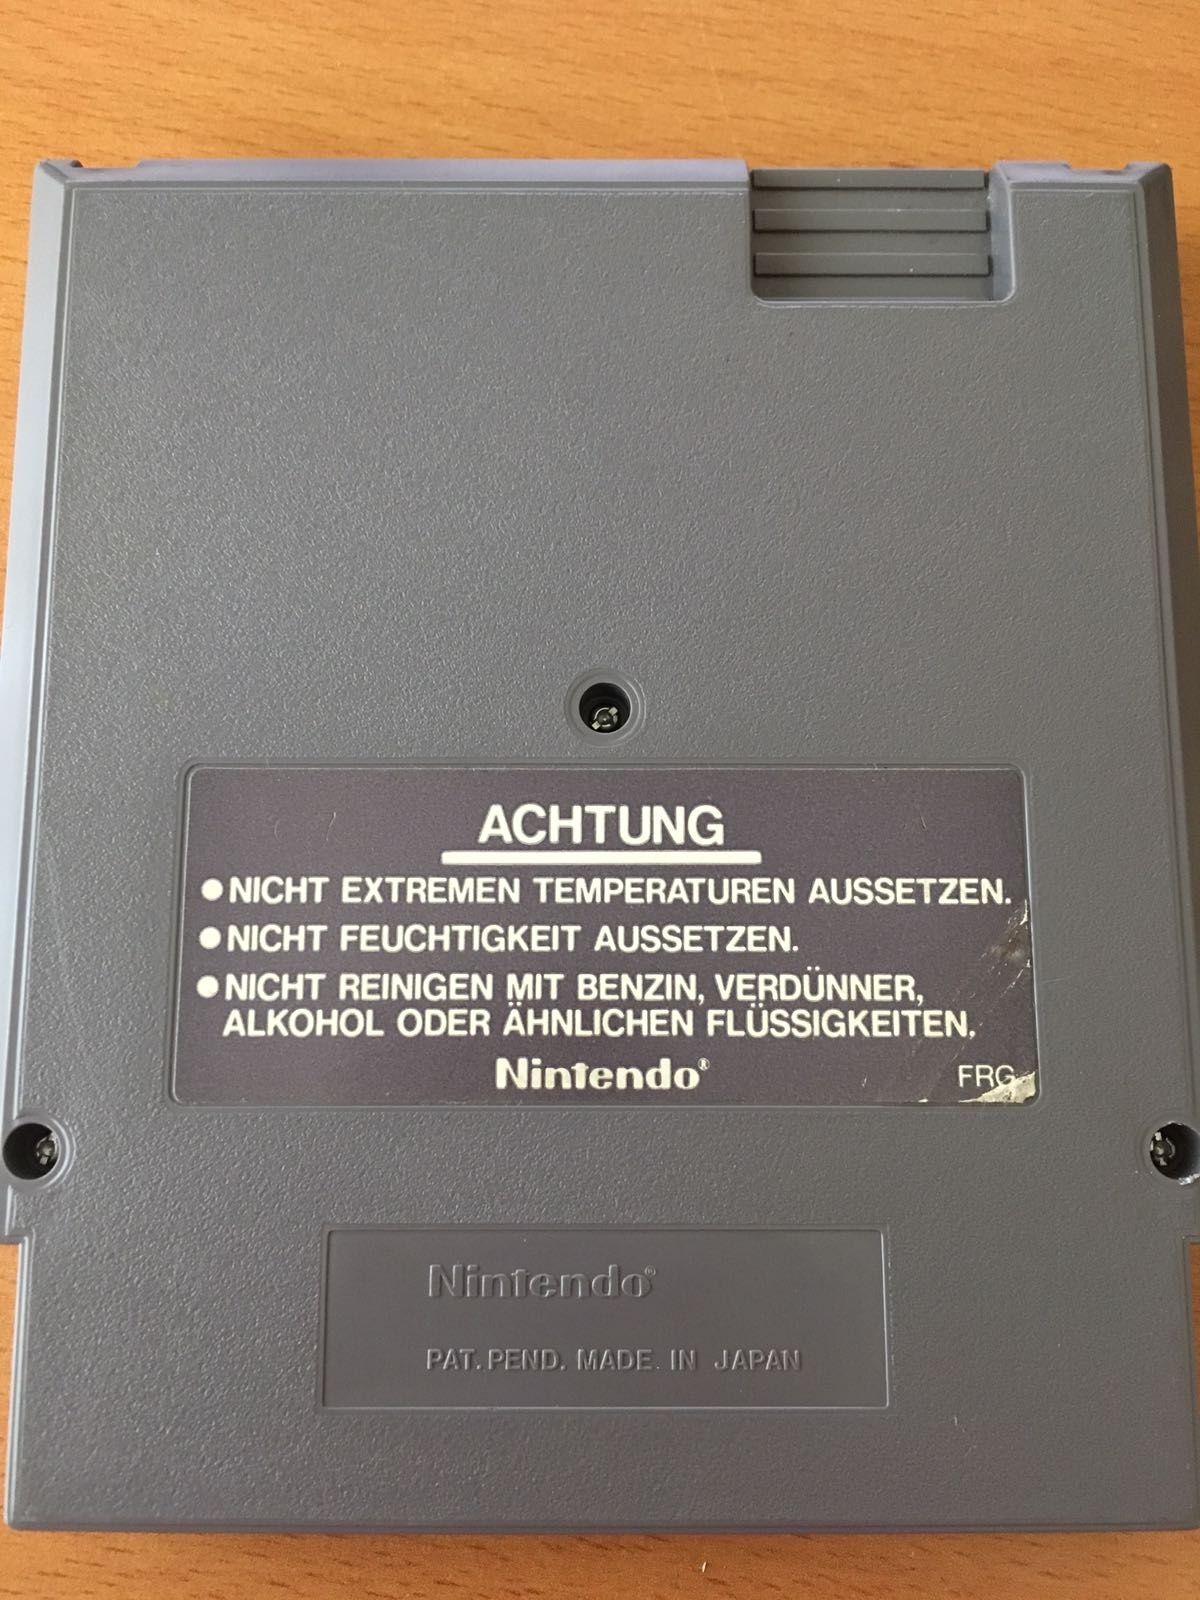 ACHTUNG
● NICHT EXTREMEN TEMPERATUREN AUSSETZEN.
● NICHT FEUCHTIGKEIT AUSSETZEN.
● NICHT REINIGEN MIT BENZIN, VERDÜNNER,
ALKOHOL ODER ÄHNLICHEN FLÜSSIGKEITEN.
Nintendo® FRG
Nintendo®
PAT. PEND. MADE IN JAPAN